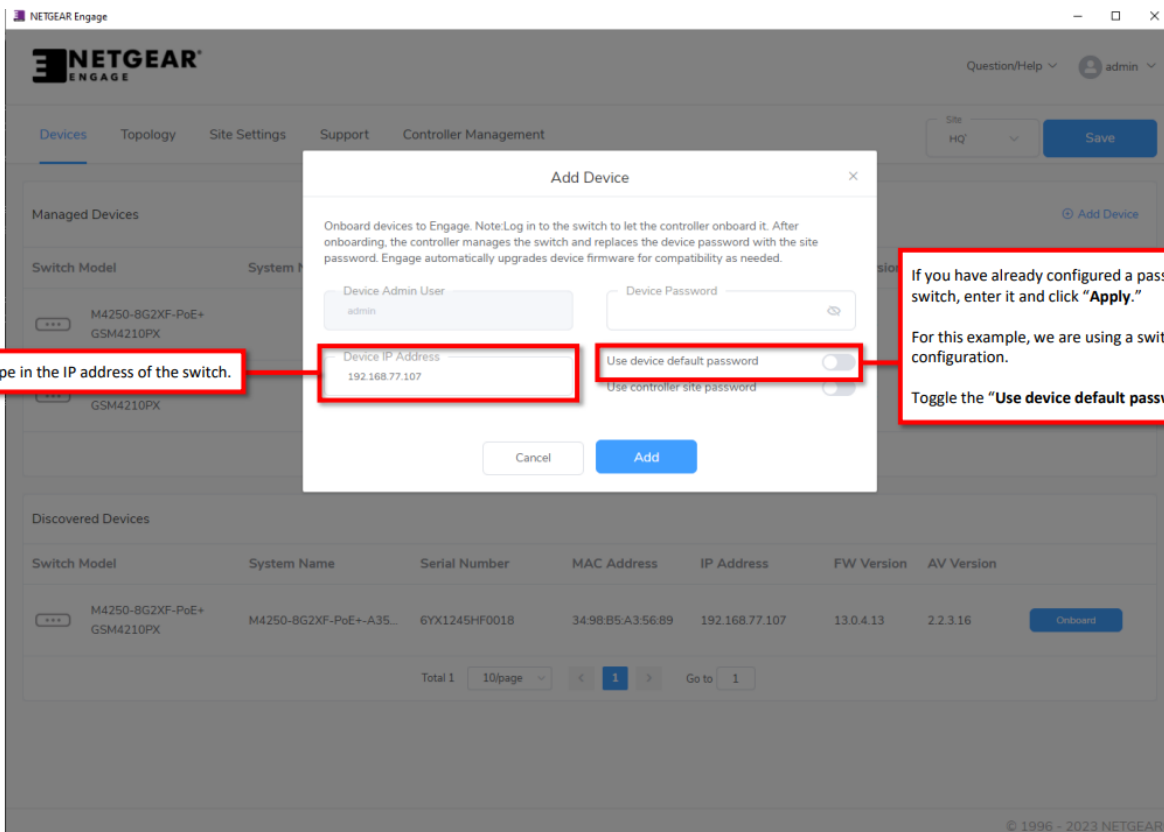 NETGEAR Engage
NETGEAR®
ENGAGE
Question/Help
admin
Devices
Topology
Site Settings
Support
Controller Management
Site
HQ
Save
Add Device
Managed Devices
Add Device
Onboard devices to Engage. Note:Log in to the switch to let the controller onboard it. After
onboarding, the controller manages the switch and replaces the device password with the site
password. Engage automatically upgrades device firmware for compatibility as needed.
Switch Model
System
Device Admin User
admin
Device Password
M4250-8G2XF-PoE+
GSM4210PX
Device IP Address
192.168.77.107
Use device default password
Use controller site password
in the IP address of the switch.
GSM4210PX
If you have already configured a
switch, enter it and click “Apply.”
For this example, we are using a
configuration.
Toggle the “Use device default
Cancel
Add
Discovered Devices
Switch Model System Name Serial Number MAC Address IP Address FW Version AV Version
M4250-8G2XF-PoE+
GSM4210PX
M4250-8G2XF-PoE+-A35... 6YX1245HF0018 34:98:B5:A3:56:89 192.168.77.107 13.0.4.13 2.2.3.16 Onboard
Total 1 10/page < 1 > Go to 1
© 1996 - 2023 NETGEAR